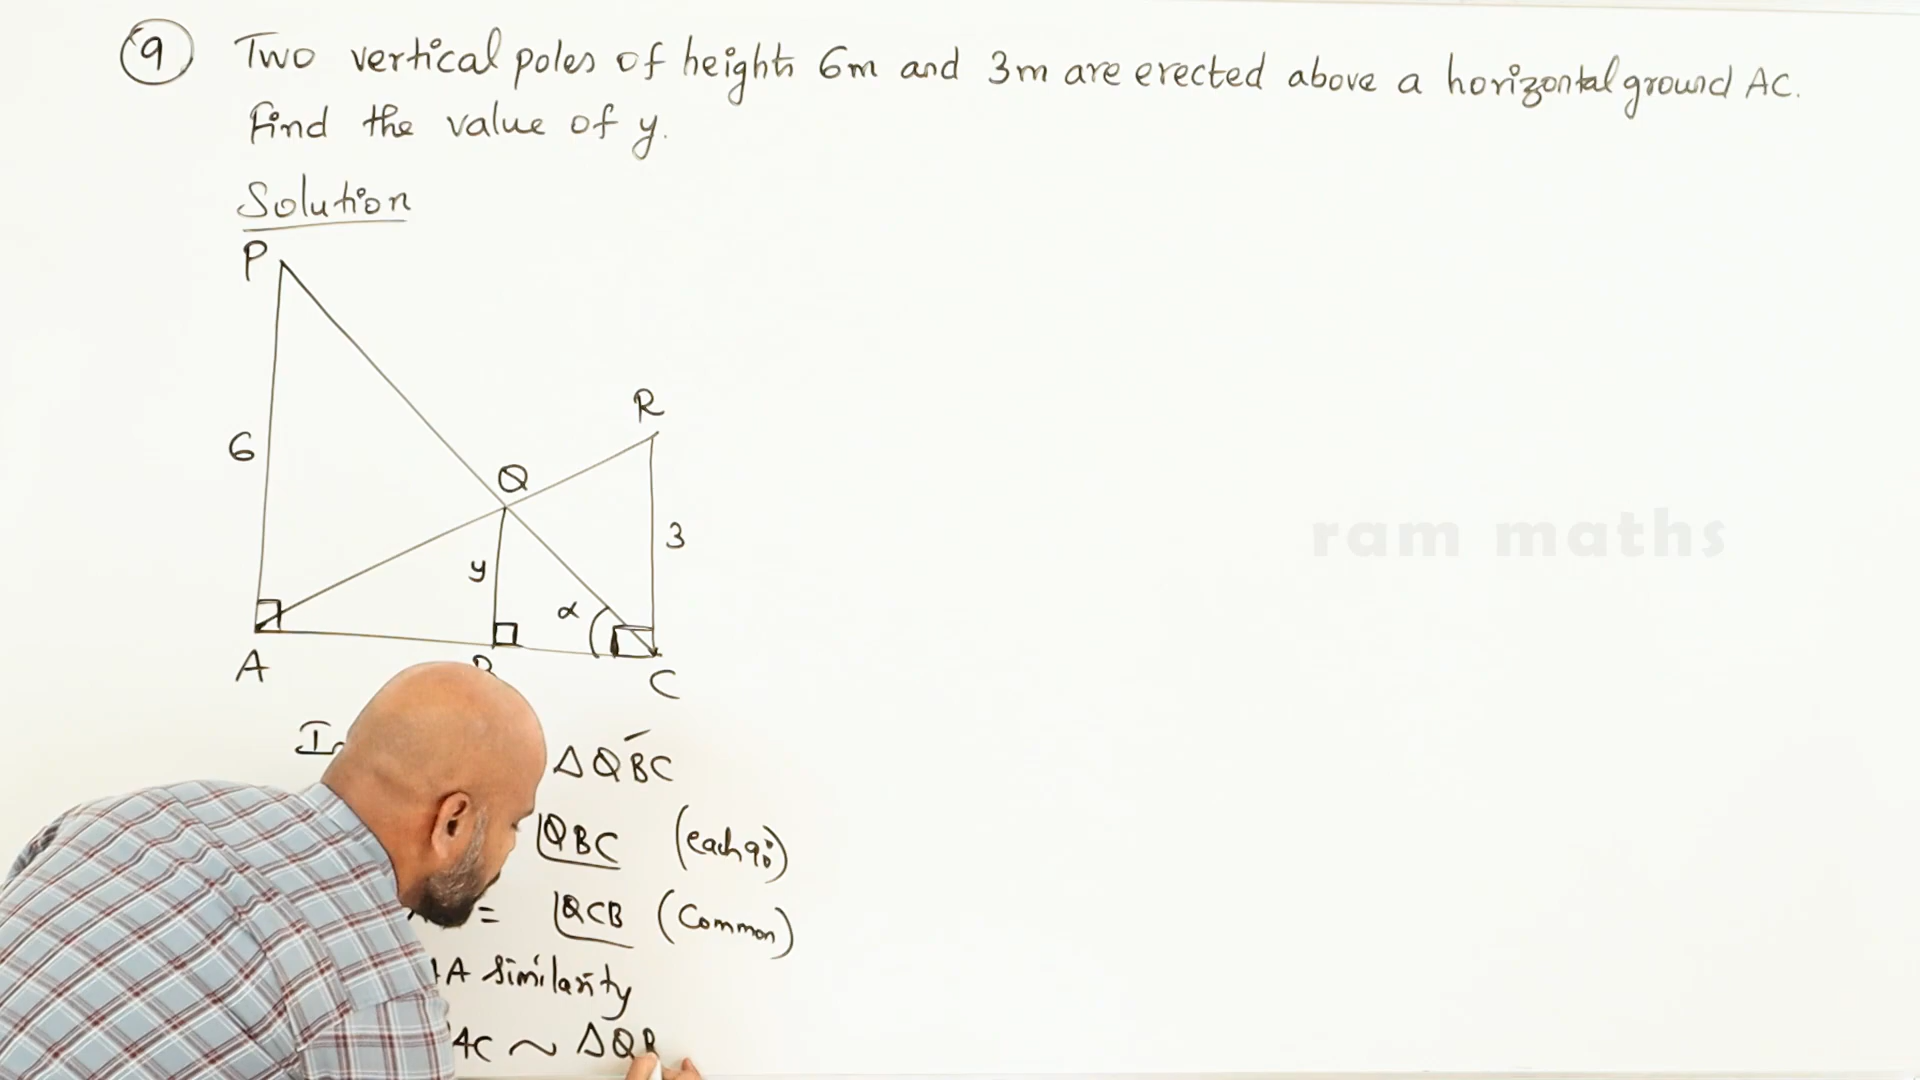 9 Two vertical poles of heights 6m and 3m are erected above a horizontal ground AC.
Find the value of y.
Solution
P
R
6
Q
3
y
α
A
C
ΔQBC
∠QBC (each 90°)
= ∠QCB (Common)
A similarity
AC ~ ΔQB
ram maths